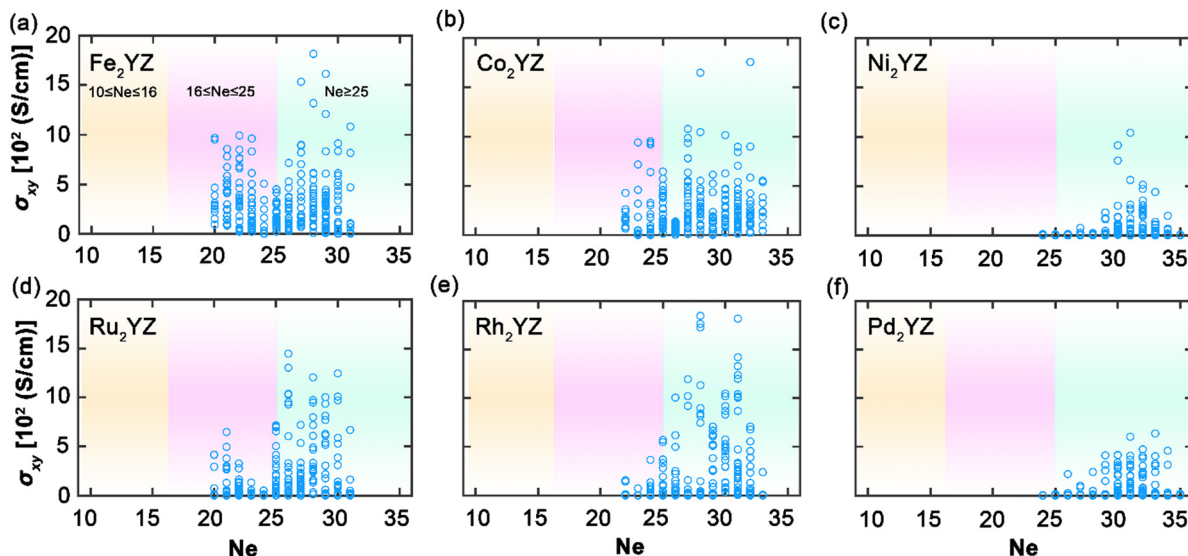 (a)
20
15
10
5
0
σxy [10² (S/cm)]
Fe₂YZ
10≤Ne≤16
16≤Ne≤25
Ne≥25
10 15 20 25 30 35
(b)
Co₂YZ
10 15 20 25 30 35
(c)
Ni₂YZ
10 15 20 25 30 35
(d)
20
15
10
5
0
σxy [10² (S/cm)]
Ru₂YZ
10 15 20 25 30 35
Ne
(e)
Rh₂YZ
10 15 20 25 30 35
Ne
(f)
Pd₂YZ
10 15 20 25 30 35
Ne